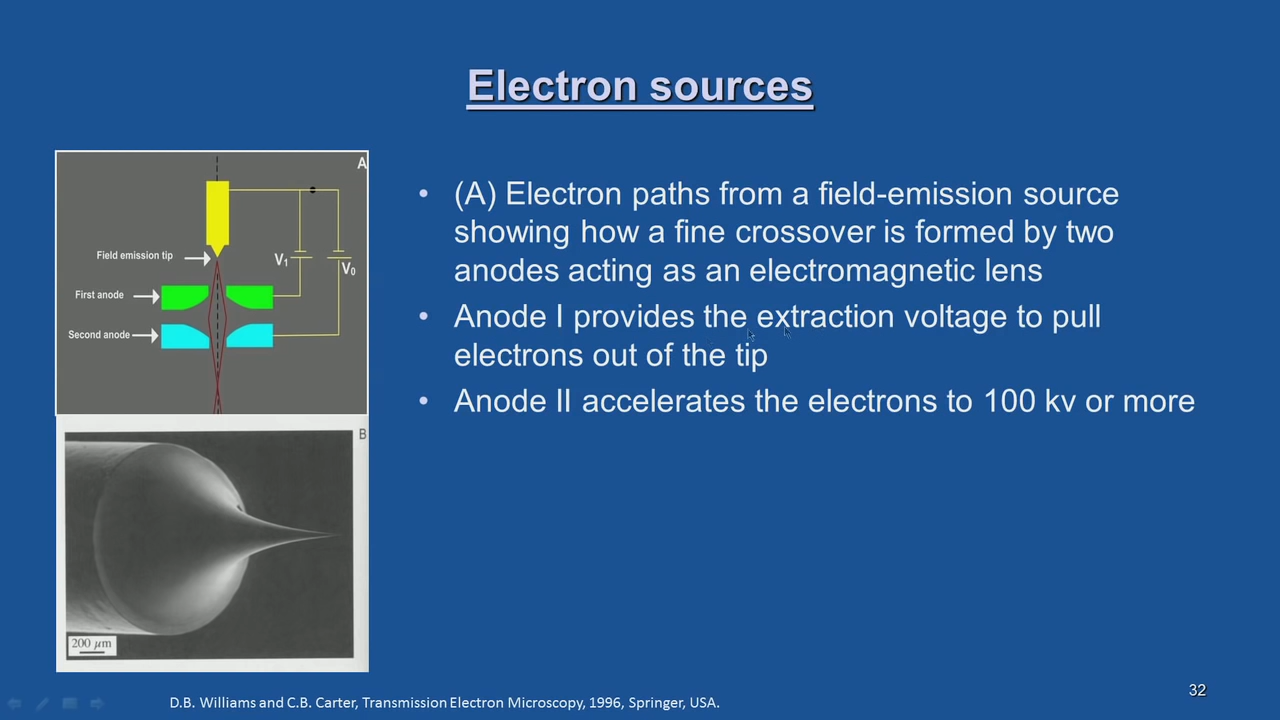 Electron sources
A
Field emission tip
V1
V0
First anode
Second anode
B
200 μm
• (A) Electron paths from a field-emission source
showing how a fine crossover is formed by two
anodes acting as an electromagnetic lens
• Anode I provides the extraction voltage to pull
electrons out of the tip
• Anode II accelerates the electrons to 100 kv or more
D.B. Williams and C.B. Carter, Transmission Electron Microscopy, 1996, Springer, USA.
32